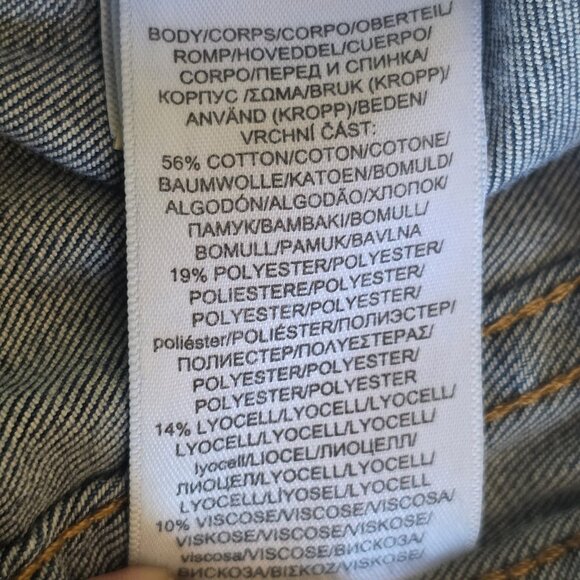 BODY/CORPS/CORPO/OBERTEIL/
ROMP/HOVEDDEL/CUERPO/
CORPO/ПЕРЕД И СПИНКА/
КОРПУС /ΣΩΜΑ/BRUK (KROPP)/
ANVÄND (KROPP)/BEDEN/
VRCHNÍ ČÁST:
56% COTTON/COTON/COTONE/
BAUMWOLLE/KATOEN/BOMULD/
ALGODÓN/ALGODÃO/ХЛОПОК/
ПАМУК/BAMBAKI/BOMULL/
BOMULL/PAMUK/BAVLNA
19% POLYESTER/POLYESTER/
POLIESTERE/POLYESTER/
POLYESTER/POLYESTER/
poliéster/POLIÉSTER/ПОЛИЭСТЕР/
ПОЛИЕСТЕР/ΠΟΛΥΕΣΤΕΡΑΣ/
POLYESTER/POLYESTER/
POLYESTER/POLYESTER
14% LYOCELL/LYOCELL/LYOCELL/
LYOCELL/LYOCELL/LYOCELL/
lyocell/LIOCEL/ЛИОЦЕЛЛ/
ЛИОЦЕЛ/LYOCELL/LYOCELL/
LYOCELL/LYOSEL/LYOCELL
10% VISCOSE/VISCOSE/VISCOSA/
VISKOSE/VISCOSE/VISKOSE/
viscosa/VISCOSE/ВИСКОЗА/
ВИСКОЗА/ΒΙΣΚΟΖ/VISKOSE/